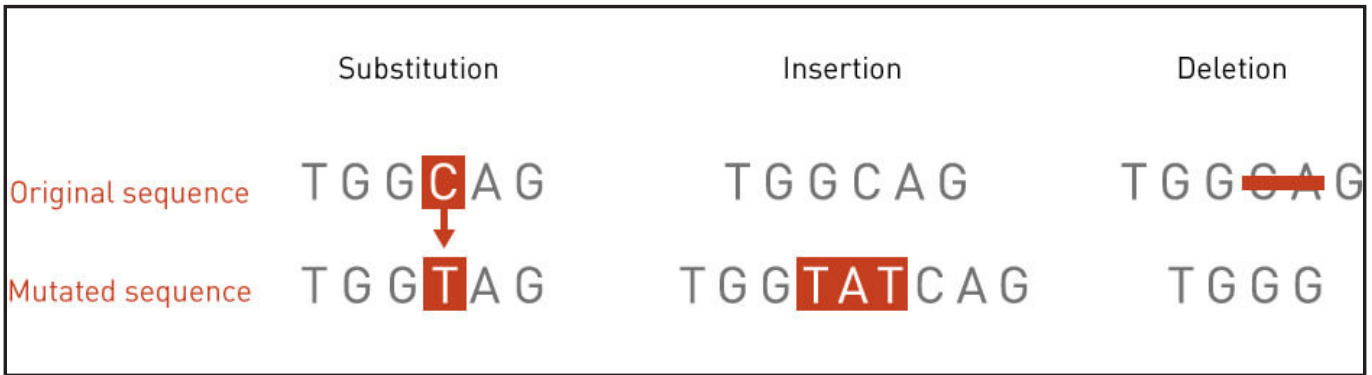 Substitution Insertion Deletion
Original sequence TGGCAG TGGCAG TGGCAG
Mutated sequence TGGTAG TGGTATCAG TGGG